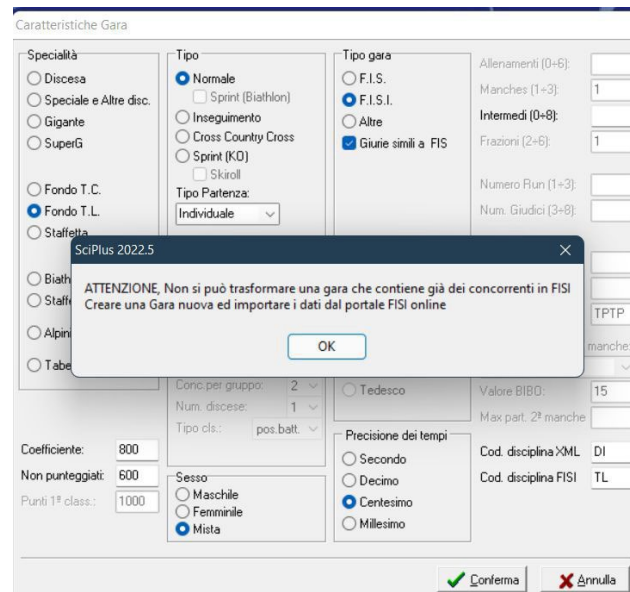 Caratteristiche Gara
Specialità
Discesa
Speciale e Altre disc.
Gigante
SuperG
Fondo T.C.
Fondo T.L.
Staffetta
Biath
Staffe
Alpini
Tabe
Coefficiente: 800
Non punteggiati: 600
Punti 1ª class.: 1000
Tipo
Normale
Sprint (Biathlon)
Inseguimento
Cross Country Cross
Sprint (KO)
Skiroll
Tipo Partenza:
Individuale
Conc.per gruppo: 2
Num. discese: 1
Tipo cls.: pos.batt.
Sesso
Maschile
Femminile
Mista
Tipo gara
F.I.S.
F.I.S.I.
Altre
Giurie simili a FIS
Tedesco
Precisione dei tempi
Secondo
Decimo
Centesimo
Millesimo
Allenamenti (0÷6):
Manches (1÷3): 1
Intermedi (0÷8):
Frazioni (2÷6): 1
Numero Run (1÷3):
Num. Giudici (3÷8):
TPTP
manche:
Valore BIBO: 15
Max part. 2ª manche
Cod. disciplina XML DI
Cod. disciplina FISI TL
SciPlus 2022.5
ATTENZIONE, Non si può trasformare una gara che contiene già dei concorrenti in FISI
Creare una Gara nuova ed importare i dati dal portale FISI online
OK
Conferma
Annulla